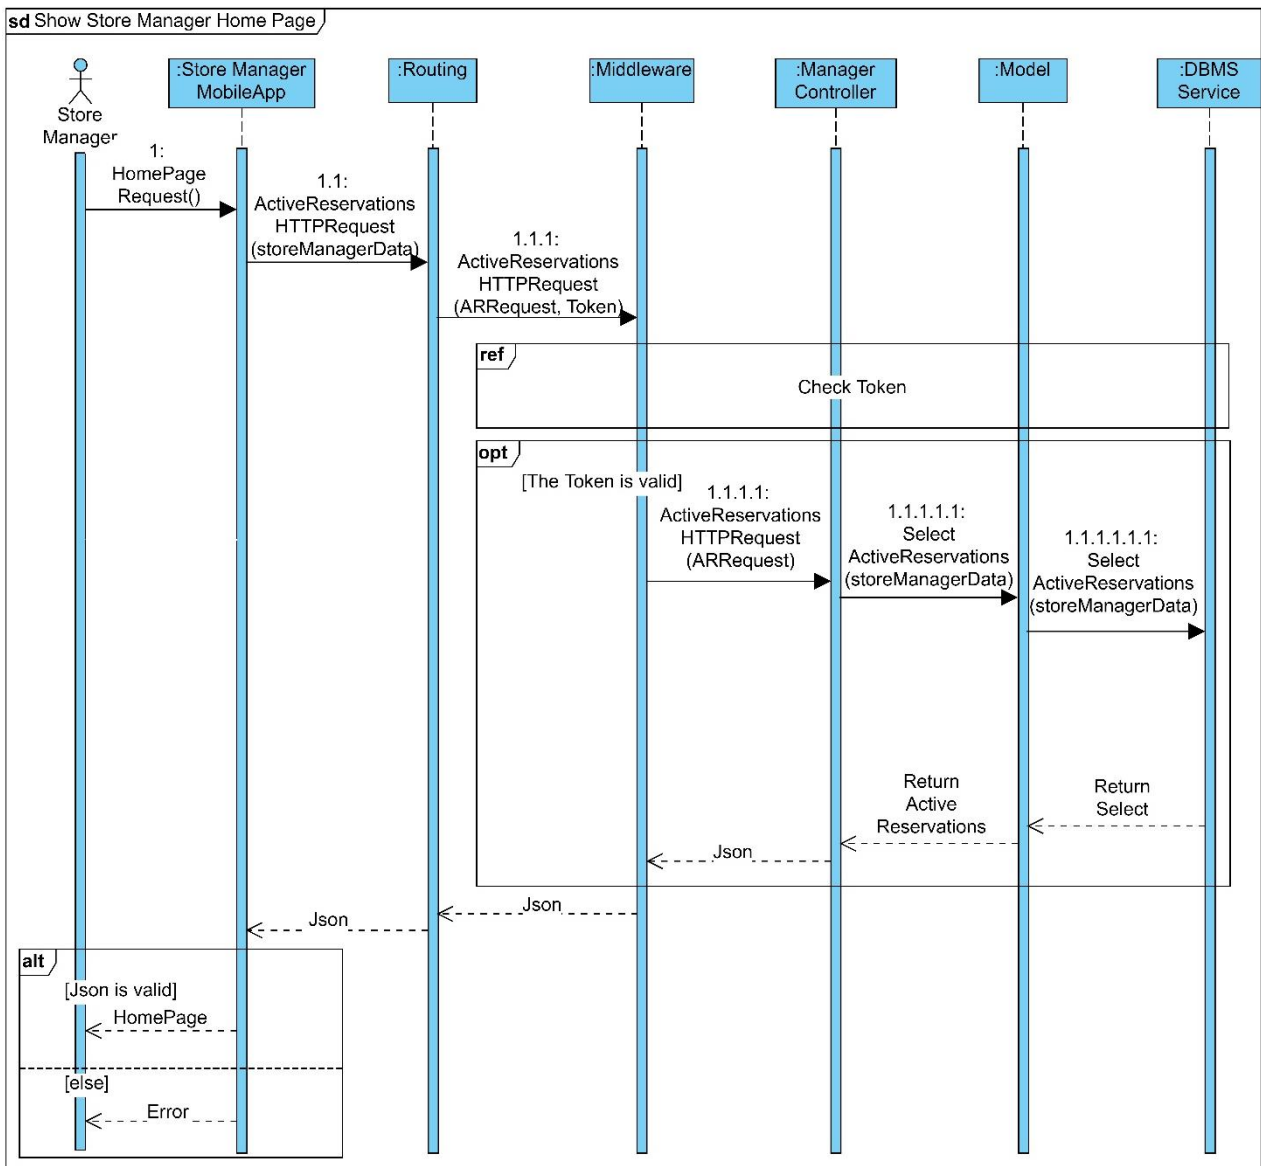 sd Show Store Manager Home Page
Store
Manager
:Store Manager
MobileApp
:Routing
:Middleware
:Manager
Controller
:Model
:DBMS
Service
1:
HomePage
Request()
1.1:
ActiveReservations
HTTPRequest
(storeManagerData)
1.1.1:
ActiveReservations
HTTPRequest
(ARRequest, Token)
ref
Check Token
opt
[The Token is valid]
1.1.1.1:
ActiveReservations
HTTPRequest
(ARRequest)
1.1.1.1.1:
Select
ActiveReservations
(storeManagerData)
1.1.1.1.1.1:
Select
ActiveReservations
(storeManagerData)
Return
Select
Return
Active
Reservations
Json
Json
Json
alt
[Json is valid]
HomePage
[else]
Error